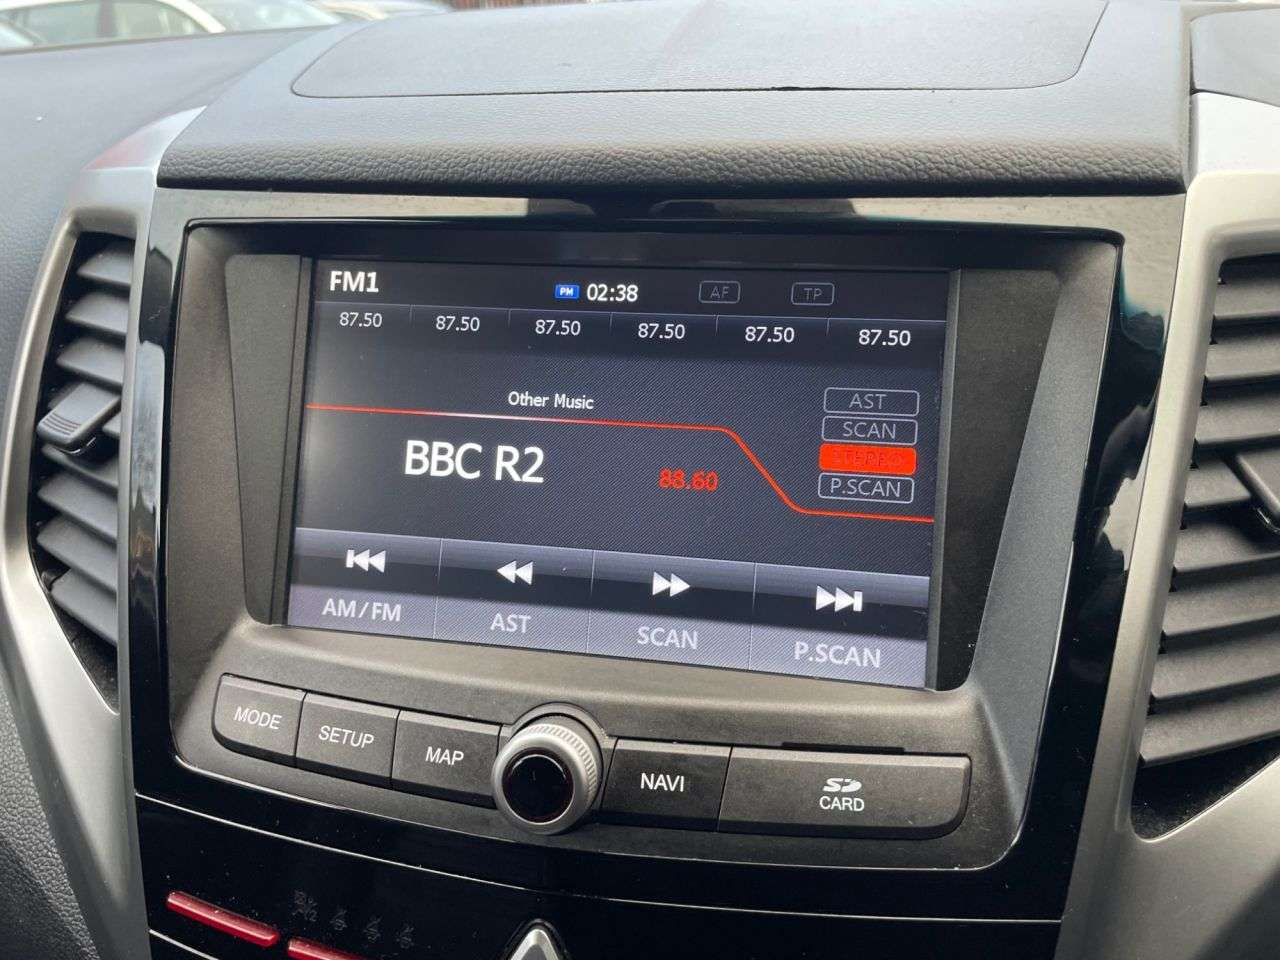 FM1 PM 02:38 AF TP
87.50 87.50 87.50 87.50 87.50 87.50
Other Music
BBC R2 88.60
AST
SCAN
STEREO
P.SCAN
AM/FM AST SCAN P.SCAN
MODE SETUP MAP NAVI SD CARD